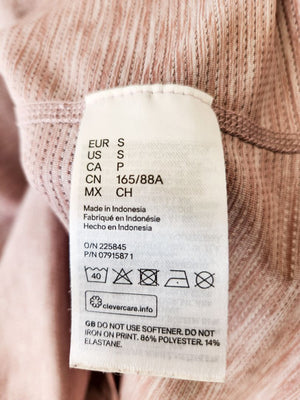 EUR S
US S
CA P
CN 165/88A
MX CH
Made in Indonesia
Fabriqué en Indonésie
Hecho en Indonesia
O/N 225845
P/N 07915871
40
clevercare.info
GB DO NOT USE SOFTENER. DO NOT
IRON ON PRINT. 86% POLYESTER, 14%
ELASTANE.